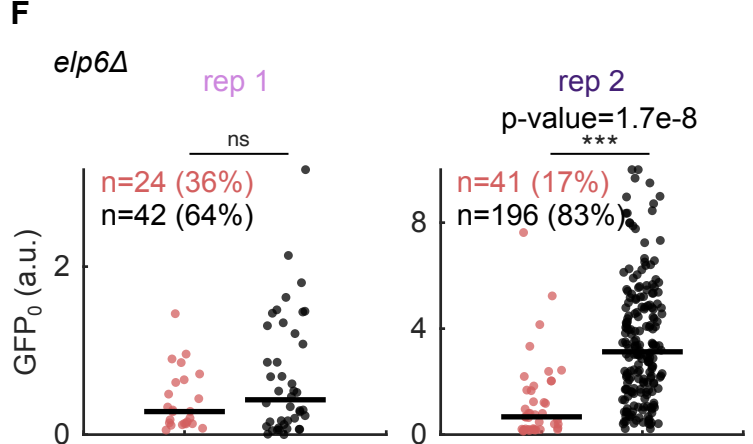 F
elp6Δ
rep 1
rep 2
p-value=1.7e-8
ns
***
n=24 (36%)
n=42 (64%)
n=41 (17%)
n=196 (83%)
GFP0 (a.u.)
2
0
8
4
0